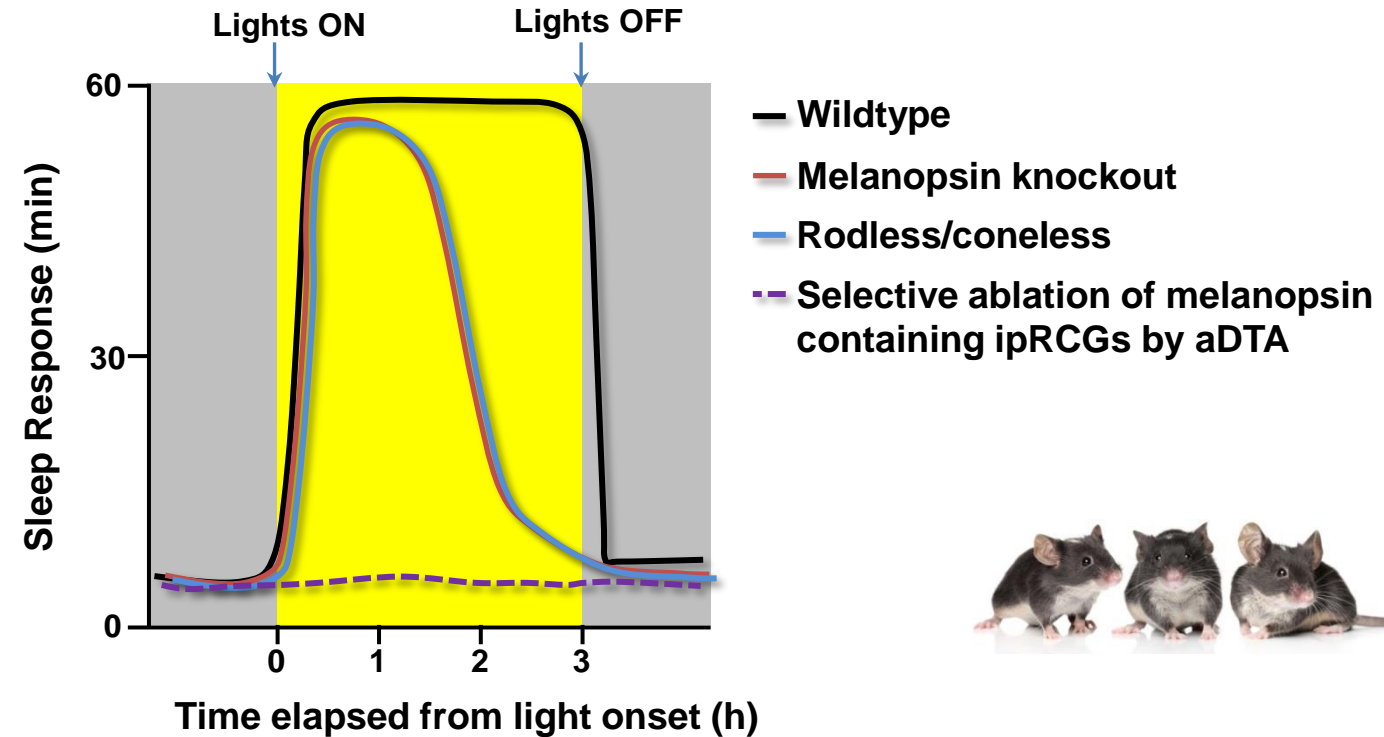 Lights ON
Lights OFF
60
30
0
0
1
2
3
Sleep Response (min)
Time elapsed from light onset (h)
Wildtype
Melanopsin knockout
Rodless/coneless
Selective ablation of melanopsin
containing ipRCGs by aDTA